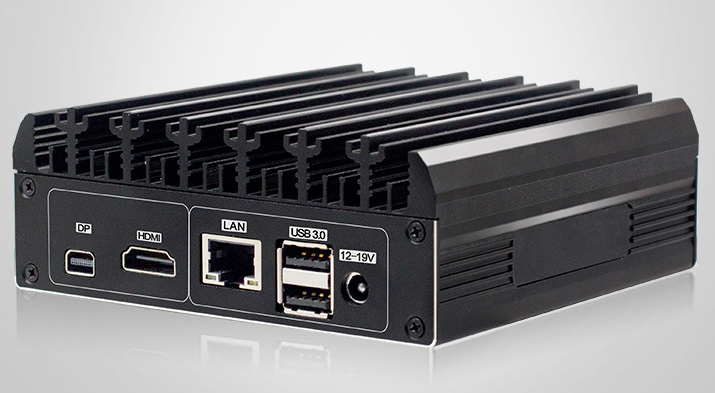 DP
HDMI
LAN
USB 3.0
12-19V